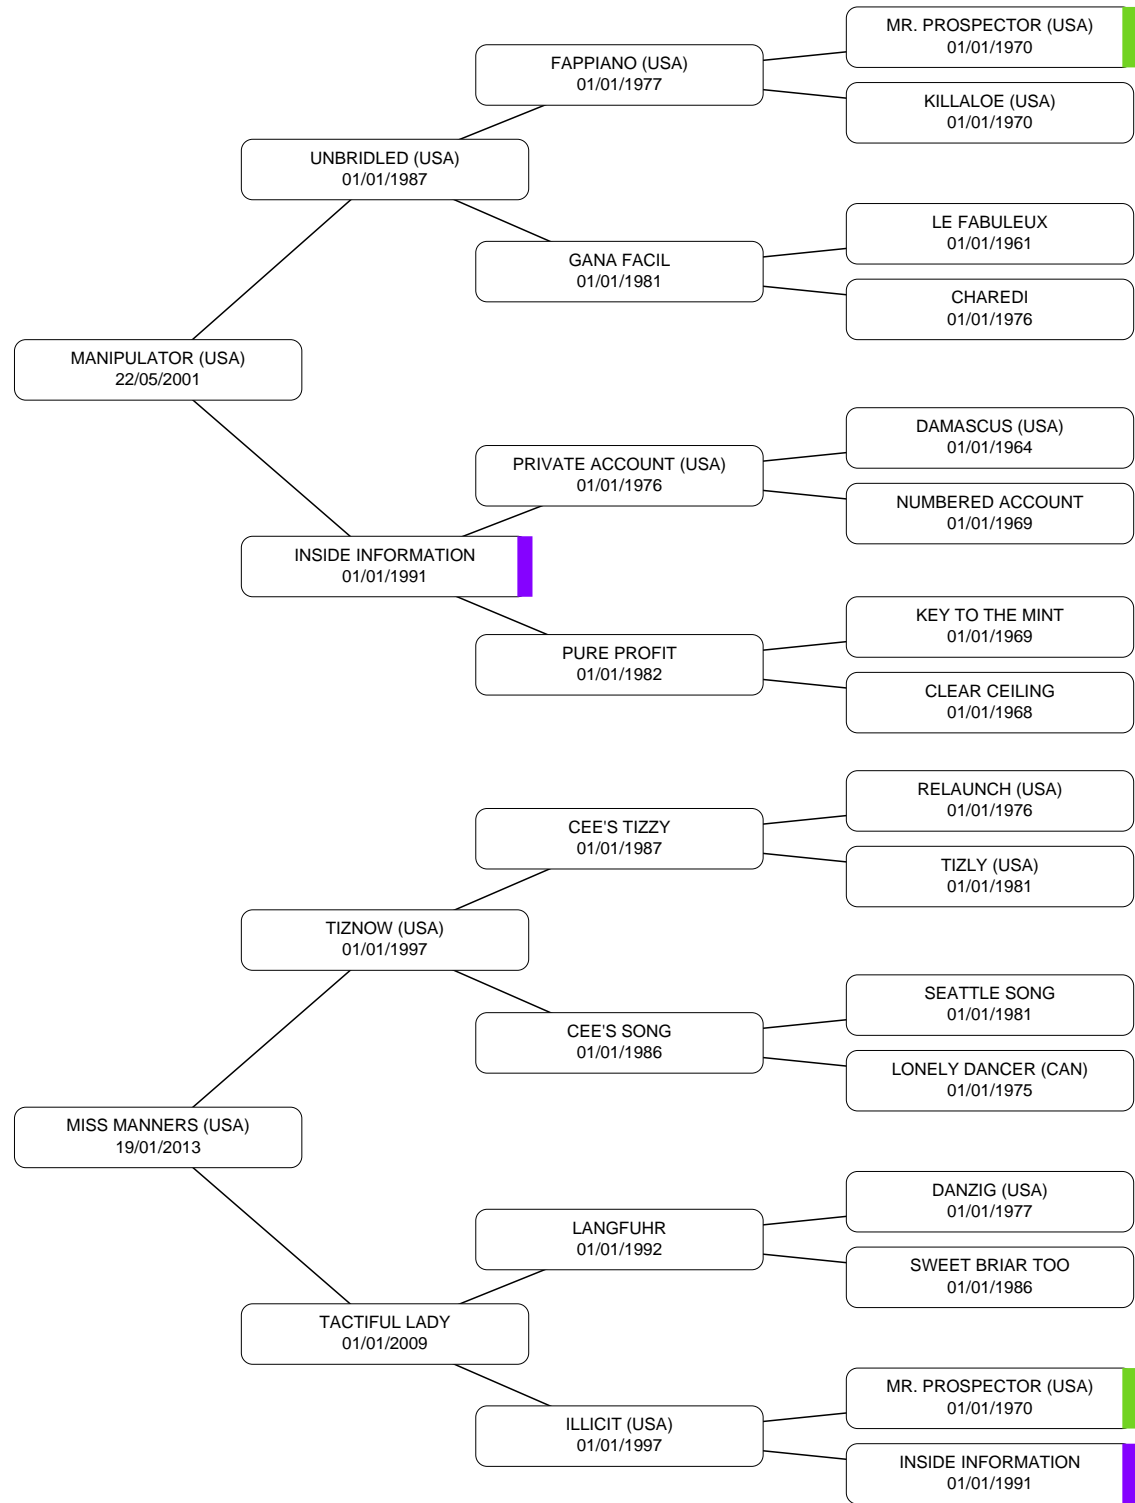 MR. PROSPECTOR (USA)
01/01/1970
FAPPIANO (USA)
01/01/1977
KILLALOE (USA)
01/01/1970
UNBRIDLED (USA)
01/01/1987
LE FABULEUX
01/01/1961
GANA FACIL
01/01/1981
CHAREDI
01/01/1976
MANIPULATOR (USA)
22/05/2001
DAMASCUS (USA)
01/01/1964
PRIVATE ACCOUNT (USA)
01/01/1976
NUMBERED ACCOUNT
01/01/1969
INSIDE INFORMATION
01/01/1991
KEY TO THE MINT
01/01/1969
PURE PROFIT
01/01/1982
CLEAR CEILING
01/01/1968
RELAUNCH (USA)
01/01/1976
CEE'S TIZZY
01/01/1987
TIZLY (USA)
01/01/1981
TIZNOW (USA)
01/01/1997
SEATTLE SONG
01/01/1981
CEE'S SONG
01/01/1986
LONELY DANCER (CAN)
01/01/1975
MISS MANNERS (USA)
19/01/2013
DANZIG (USA)
01/01/1977
LANGFUHR
01/01/1992
SWEET BRIAR TOO
01/01/1986
TACTIFUL LADY
01/01/2009
MR. PROSPECTOR (USA)
01/01/1970
ILLICIT (USA)
01/01/1997
INSIDE INFORMATION
01/01/1991